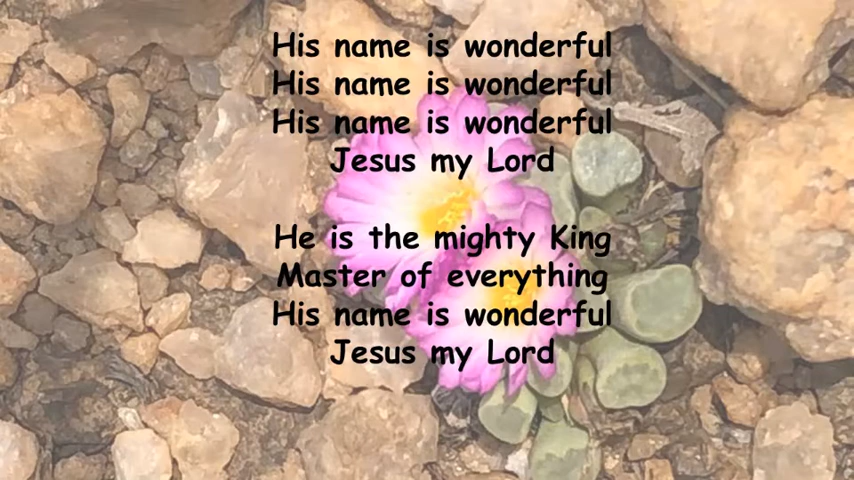 His name is wonderful
His name is wonderful
His name is wonderful
Jesus my Lord
He is the mighty King
Master of everything
His name is wonderful
Jesus my Lord